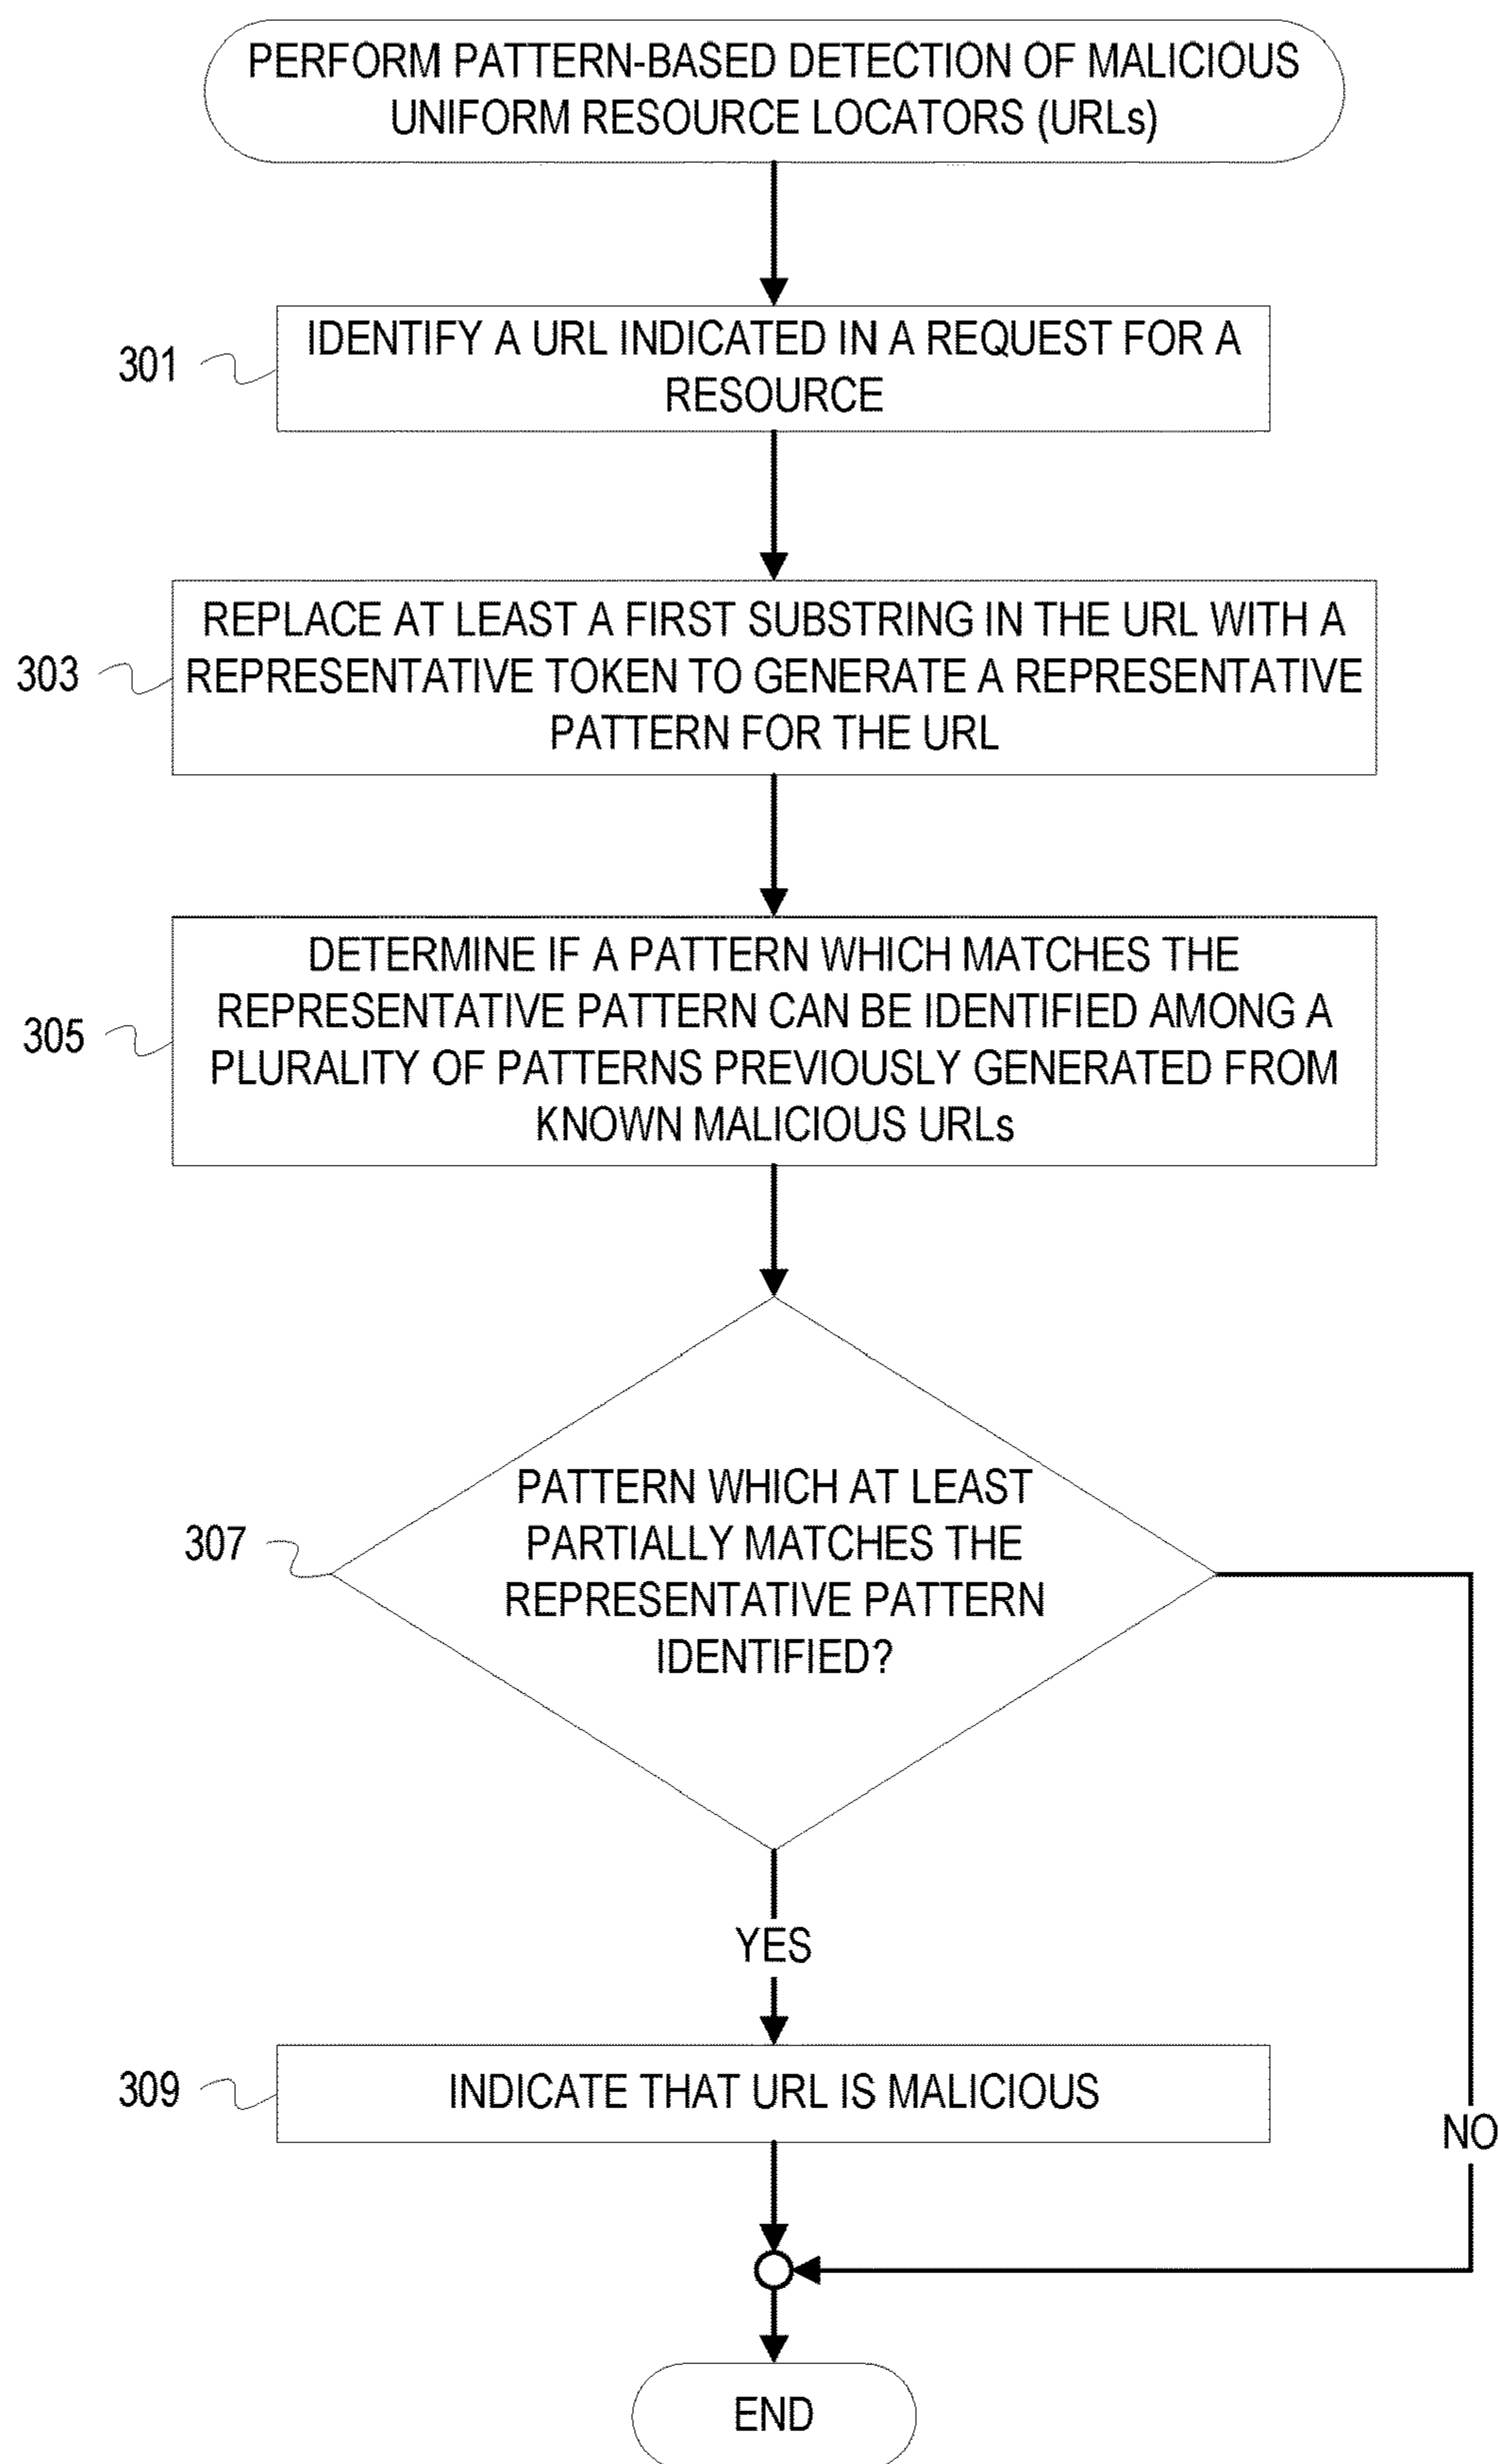 PERFORM PATTERN-BASED DETECTION OF MALICIOUS
UNIFORM RESOURCE LOCATORS (URLs)
301
IDENTIFY A URL INDICATED IN A REQUEST FOR A
RESOURCE
303
REPLACE AT LEAST A FIRST SUBSTRING IN THE URL WITH A
REPRESENTATIVE TOKEN TO GENERATE A REPRESENTATIVE
PATTERN FOR THE URL
305
DETERMINE IF A PATTERN WHICH MATCHES THE
REPRESENTATIVE PATTERN CAN BE IDENTIFIED AMONG A
PLURALITY OF PATTERNS PREVIOUSLY GENERATED FROM
KNOWN MALICIOUS URLs
307
PATTERN WHICH AT LEAST
PARTIALLY MATCHES THE
REPRESENTATIVE PATTERN
IDENTIFIED?
YES
309
INDICATE THAT URL IS MALICIOUS
NO
END